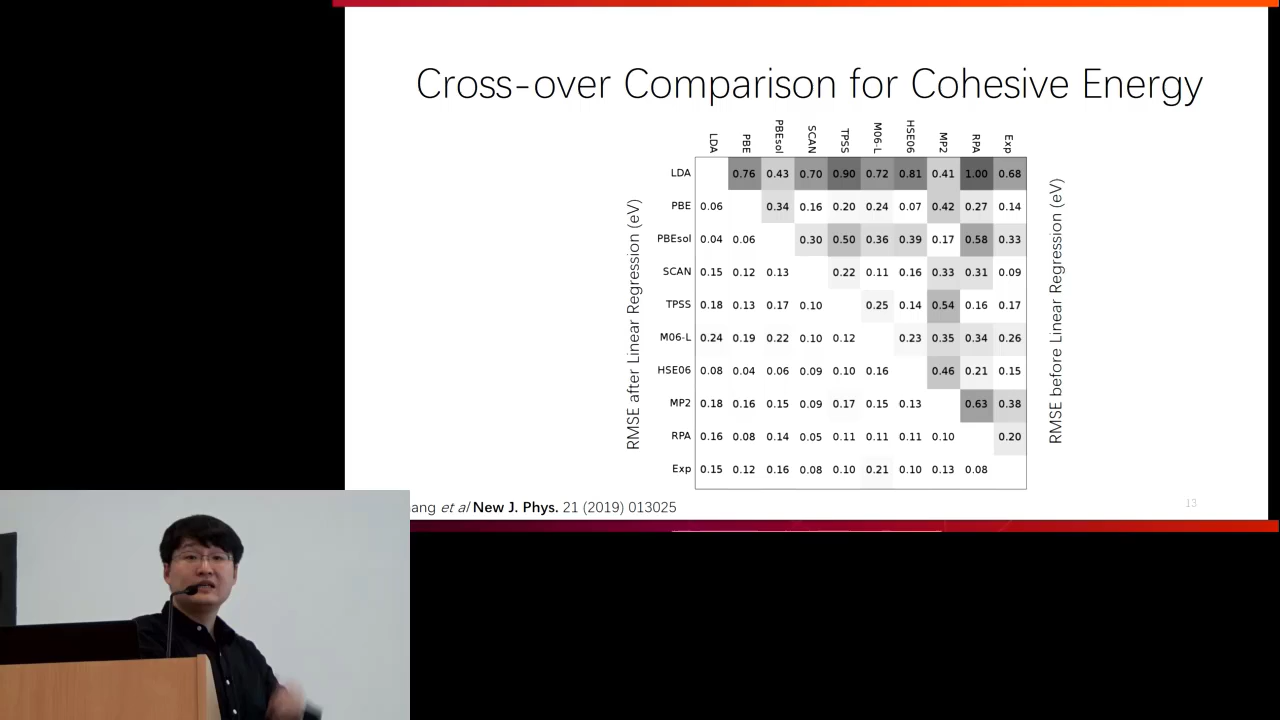 Cross-over Comparison for Cohesive Energy
LDA PBE PBEsol SCAN TPSS M06-L HSE06 MP2 RPA Exp
LDA 0.76 0.43 0.70 0.90 0.72 0.81 0.41 1.00 0.68
PBE 0.06 0.34 0.16 0.20 0.24 0.07 0.42 0.27 0.14
PBEsol 0.04 0.06 0.30 0.50 0.36 0.39 0.17 0.58 0.33
SCAN 0.15 0.12 0.13 0.22 0.11 0.16 0.33 0.31 0.09
TPSS 0.18 0.13 0.17 0.10 0.25 0.14 0.54 0.16 0.17
M06-L 0.24 0.19 0.22 0.10 0.12 0.23 0.35 0.34 0.26
HSE06 0.08 0.04 0.06 0.09 0.10 0.16 0.46 0.21 0.15
MP2 0.18 0.16 0.15 0.09 0.17 0.15 0.13 0.63 0.38
RPA 0.16 0.08 0.14 0.05 0.11 0.11 0.11 0.10 0.20
Exp 0.15 0.12 0.16 0.08 0.10 0.21 0.10 0.13 0.08
RMSE after Linear Regression (eV)
RMSE before Linear Regression (eV)
et al New J. Phys. 21 (2019) 013025
13